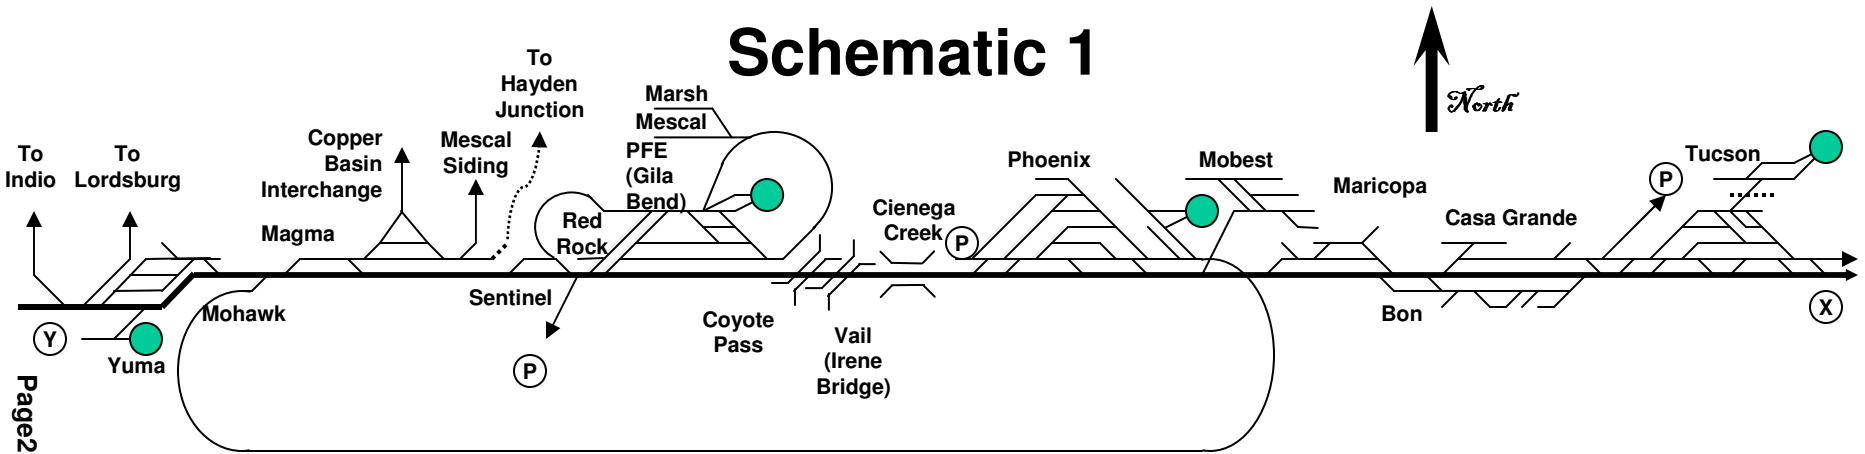 Schematic 1
North
To
Indio
To
Lordsburg
Copper
Basin
Interchange
Mescal
Siding
To
Hayden
Junction
Marsh
Mescal
PFE
(Gila
Bend)
Magma
Red
Rock
Cienega
Creek
P
Phoenix
Mobest
Maricopa
Casa Grande
P
Tucson
Y
Yuma
Mohawk
Sentinel
P
Coyote
Pass
Vail
(Irene
Bridge)
Bon
X
Page2